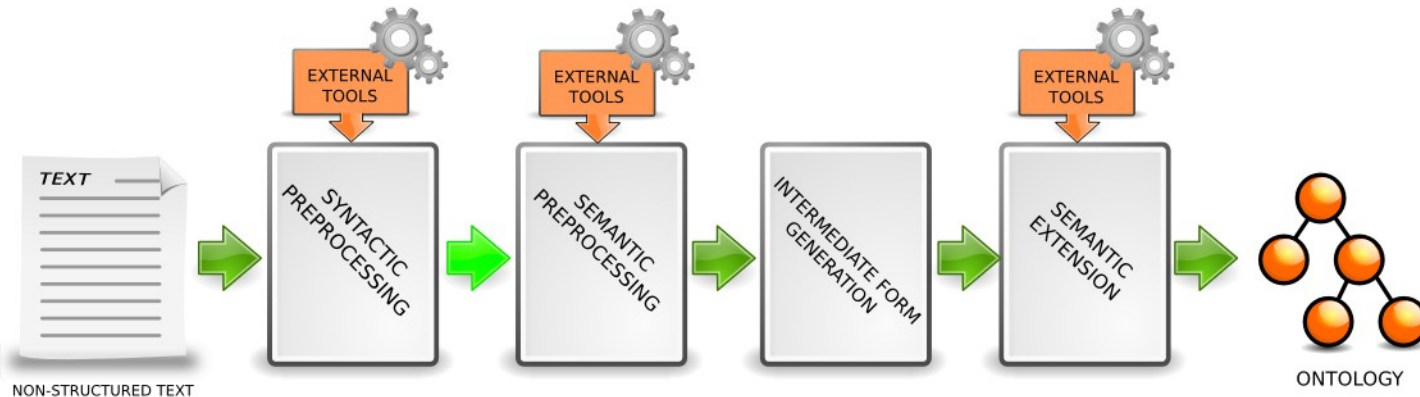 EXTERNAL
TOOLS
EXTERNAL
TOOLS
EXTERNAL
TOOLS
TEXT
SYNTACTIC
PREPROCESSING
SEMANTIC
PREPROCESSING
INTERMEDIATE FORM
GENERATION
SEMANTIC
EXTENSION
NON-STRUCTURED TEXT
ONTOLOGY